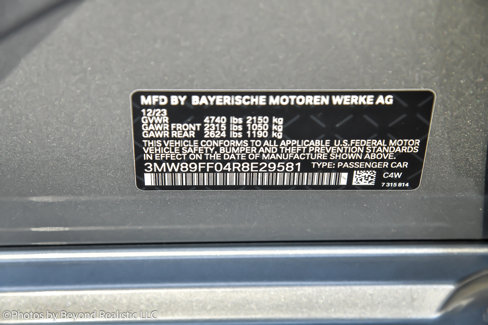 MFD BY BAYERISCHE MOTOREN WERKE AG
12/23
GVWR 4740 lbs 2150 kg
GAWR FRONT 2315 lbs 1050 kg
GAWR REAR 2624 lbs 1190 kg
THIS VEHICLE CONFORMS TO ALL APPLICABLE U.S.FEDERAL MOTOR
VEHICLE SAFETY, BUMPER AND THEFT PREVENTION STANDARDS
IN EFFECT ON THE DATE OF MANUFACTURE SHOWN ABOVE.
3MW89FF04R8E29581 TYPE: PASSENGER CAR
C4W
7 315 814
©Photos by Beyond Realistic LLC